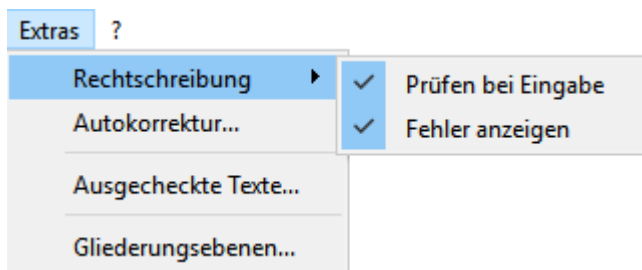 Extras ?
Rechtschreibung
Prüfen bei Eingabe
Autokorrektur...
Fehler anzeigen
Ausgecheckte Texte...
Gliederungsebenen...